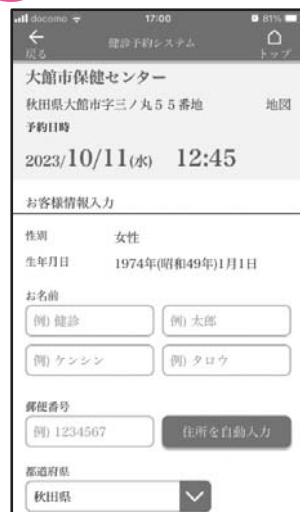 docomo 17:00 81%
戻る 健診予約システム トップ
大館市保健センター
秋田県大館市字三ノ丸55番地 地図
予約日時
2023/10/11(水) 12:45
お客様情報入力
性別 女性
生年月日 1974年(昭和49年)1月1日
お名前
例) 健診 例) 太郎
例) ケンシン 例) タロウ
郵便番号
例) 1234567 住所を自動入力
都道府県
秋田県